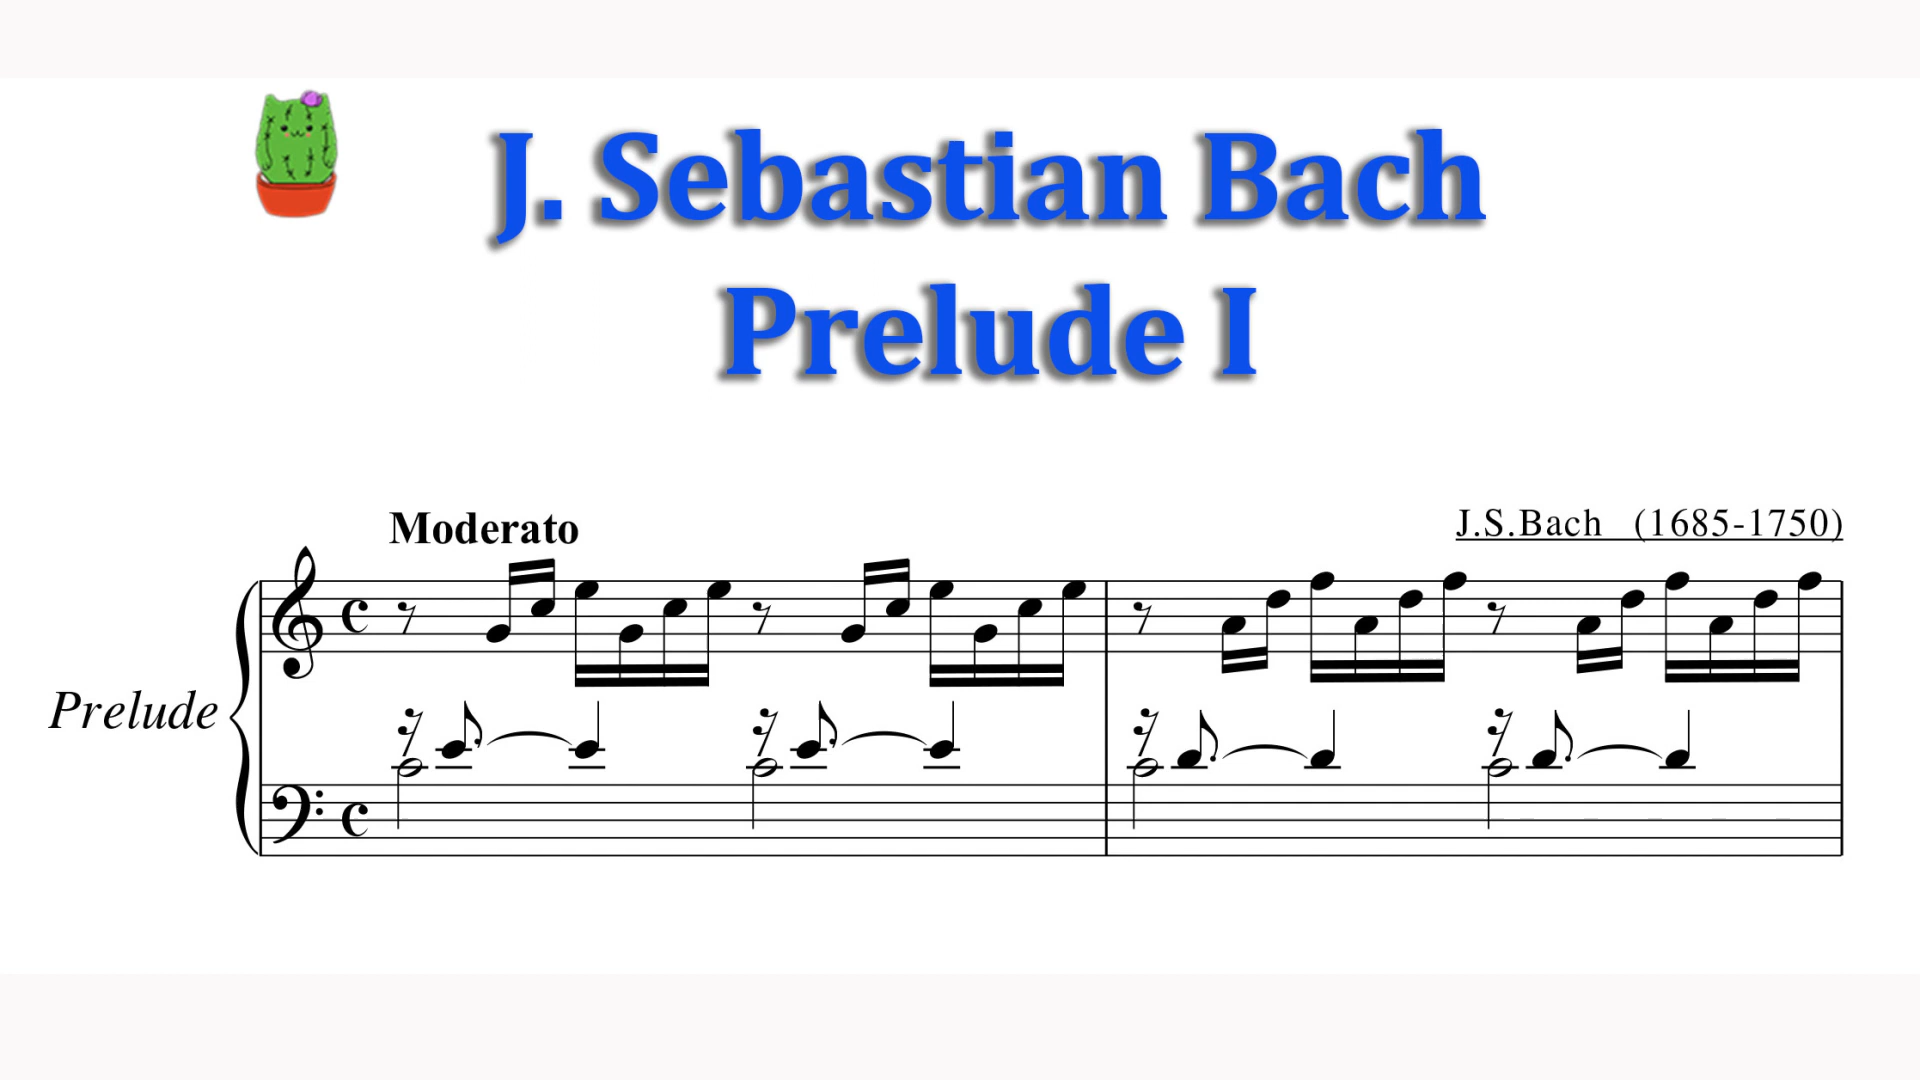 J. Sebastian Bach
Prelude I
Moderato
J.S.Bach (1685-1750)
Prelude